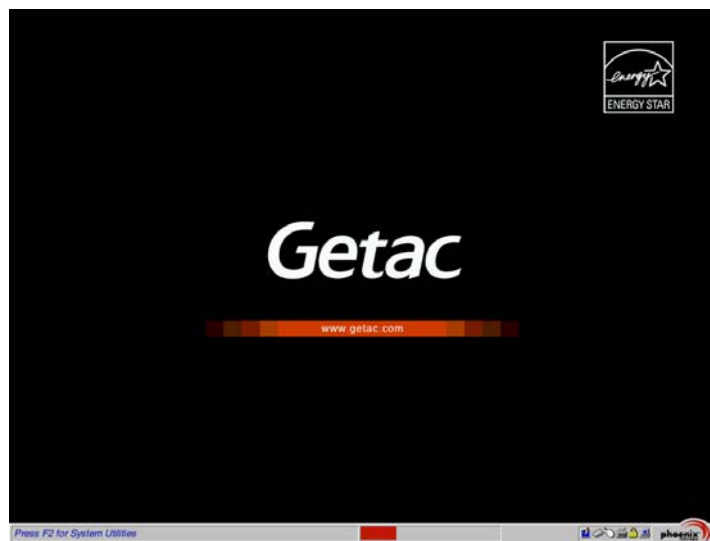 energy
ENERGY STAR
Getac
www.getac.com
Press F2 for System Utilities
phoenix